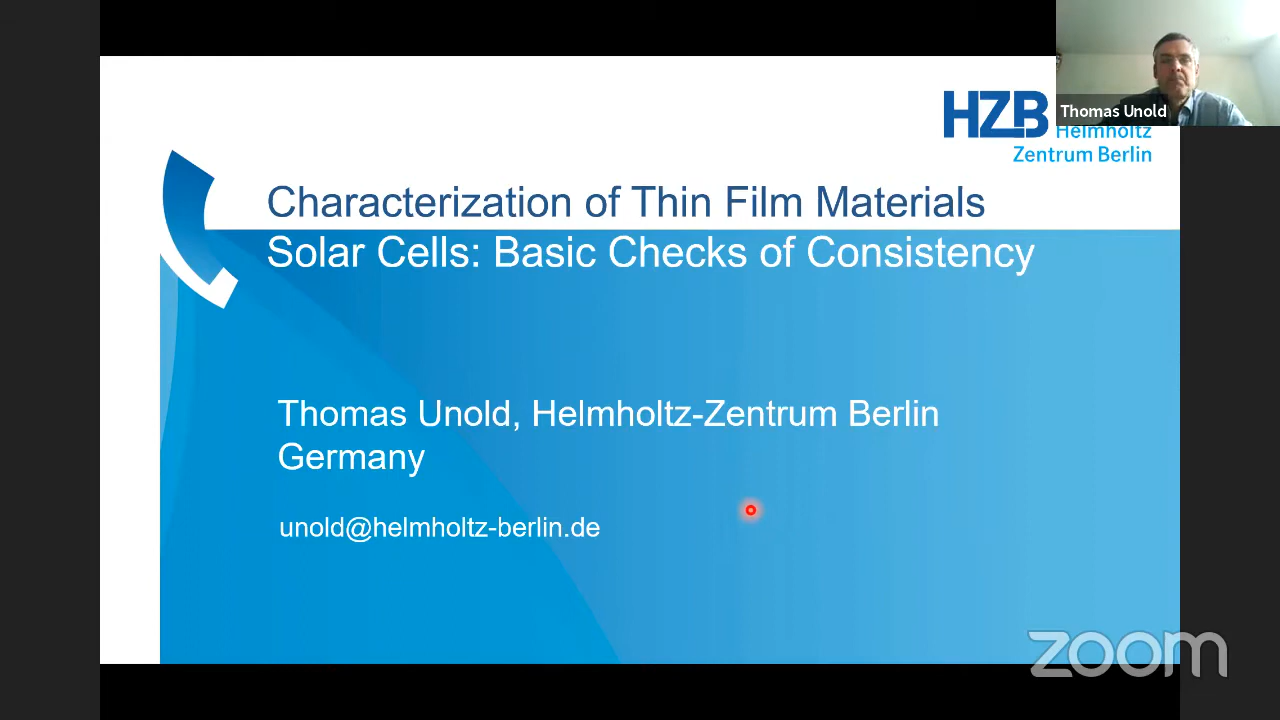 Thomas Unold
HZB
Helmholtz
Zentrum Berlin
Characterization of Thin Film Materials
Solar Cells: Basic Checks of Consistency
Thomas Unold, Helmholtz-Zentrum Berlin
Germany
unold@helmholtz-berlin.de
zoom